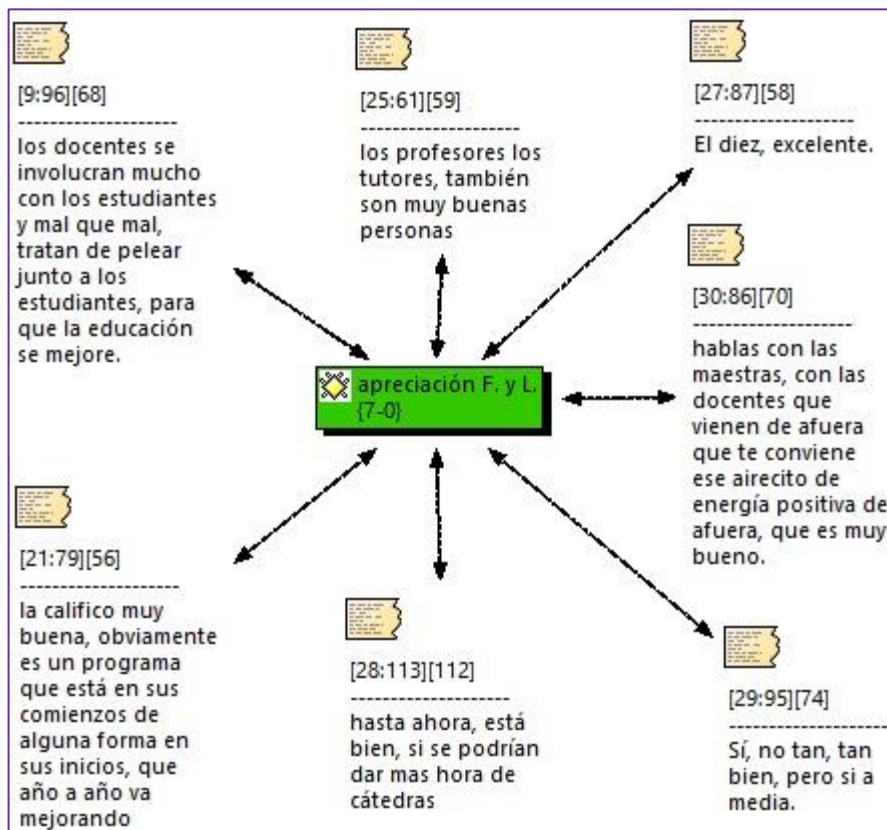 [9:96][68]
--------------------
los docentes se
involucran mucho
con los estudiantes
y mal que mal,
tratan de pelear
junto a los
estudiantes, para
que la educación
se mejore.
[25:61][59]
--------------------
los profesores los
tutores, también
son muy buenas
personas
[27:87][58]
--------------------
El diez, excelente.
[30:86][70]
--------------------
hablas con las
maestras, con las
docentes que
vienen de afuera
que te conviene
ese airecito de
energía positiva de
afuera, que es muy
bueno.
apreciación F. y L.
{7-0}
[21:79][56]
--------------------
la califico muy
buena, obviamente
es un programa
que está en sus
comienzos de
alguna forma en
sus inicios, que
año a año va
mejorando
[28:113][112]
--------------------
hasta ahora, está
bien, si se podrían
dar mas hora de
cátedras
[29:95][74]
--------------------
Sí, no tan, tan
bien, pero si a
media.